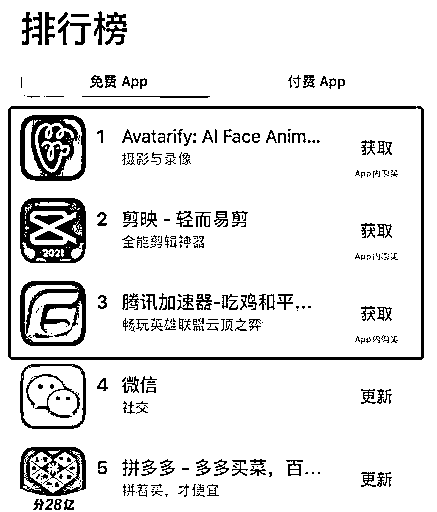 排行榜
免费 App
付费 App
1
Avatarify: AI Face Anim...
获取
摄影与录像
App内购买
2
剪映 - 轻而易剪
获取
全能剪辑神器
2021
App内购买
3
腾讯加速器-吃鸡和平...
获取
畅玩英雄联盟云顶之弈
App内购买
4
微信
更新
社交
5
拼多多 - 多多买菜，百...
更新
拼着买，才便宜
分28亿